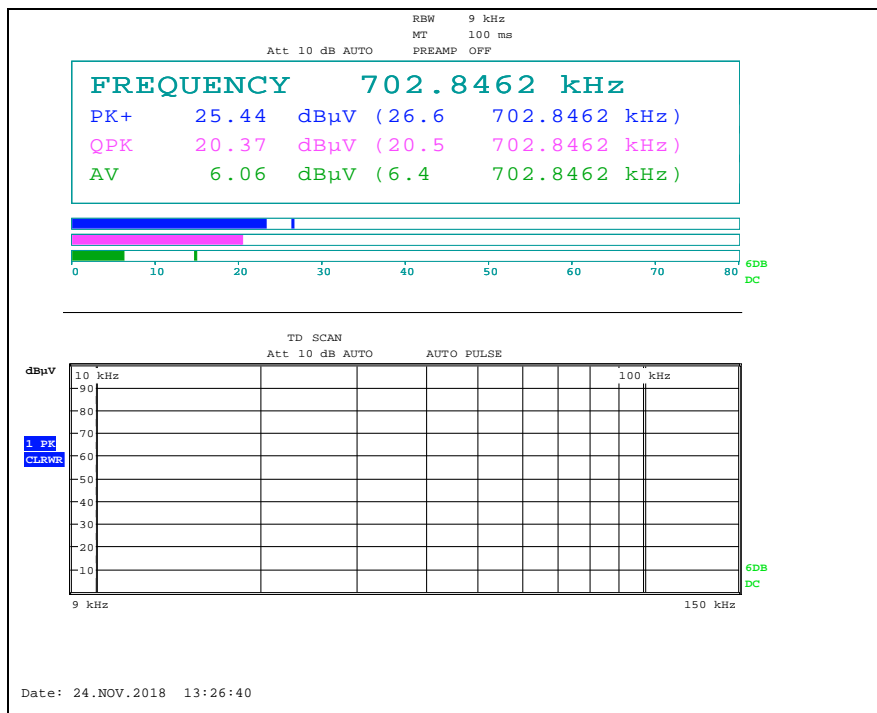 RBW 9 kHz
MT 100 ms
Att 10 dB AUTO PREAMP OFF
FREQUENCY 702.8462 kHz
PK+ 25.44 dBµV (26.6 702.8462 kHz)
QPK 20.37 dBµV (20.5 702.8462 kHz)
AV 6.06 dBµV (6.4 702.8462 kHz)
0 10 20 30 40 50 60 70 80
6DB
DC
TD SCAN
Att 10 dB AUTO AUTO PULSE
dBµV
10 kHz 100 kHz
90
80
70
1 PK
CLRWR
60
50
40
30
20
10
6DB
DC
9 kHz 150 kHz
Date: 24.NOV.2018 13:26:40